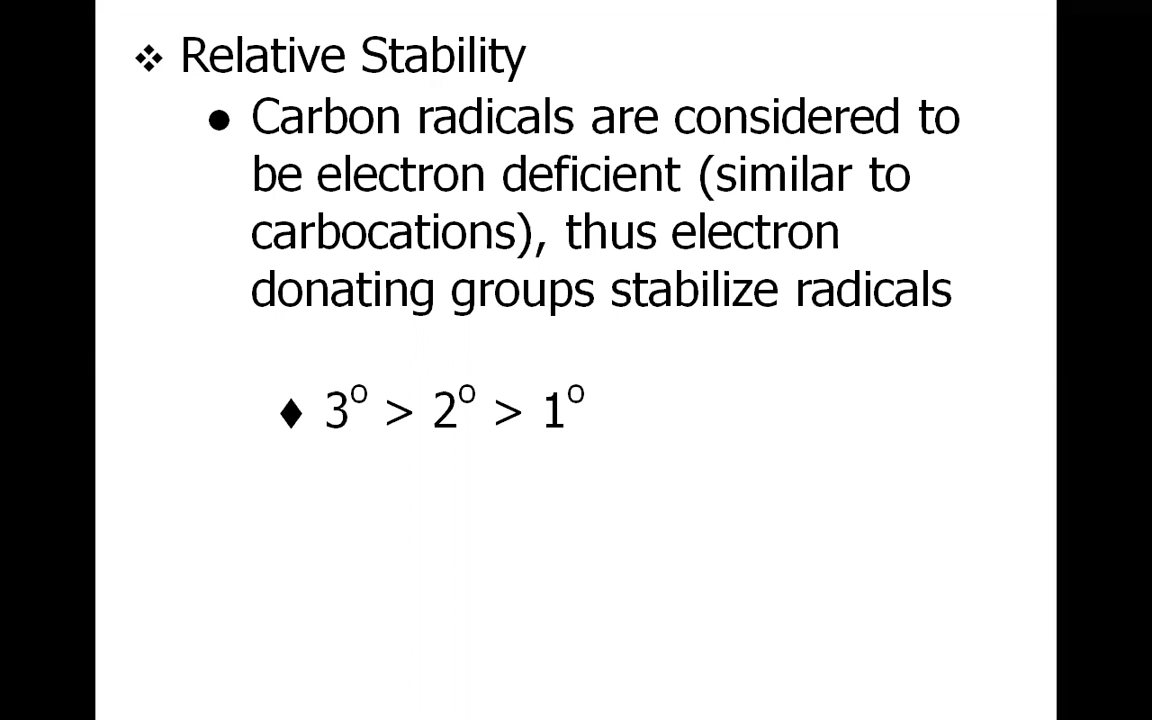 ❖ Relative Stability
● Carbon radicals are considered to
be electron deficient (similar to
carbocations), thus electron
donating groups stabilize radicals
♦ 3° > 2° > 1°